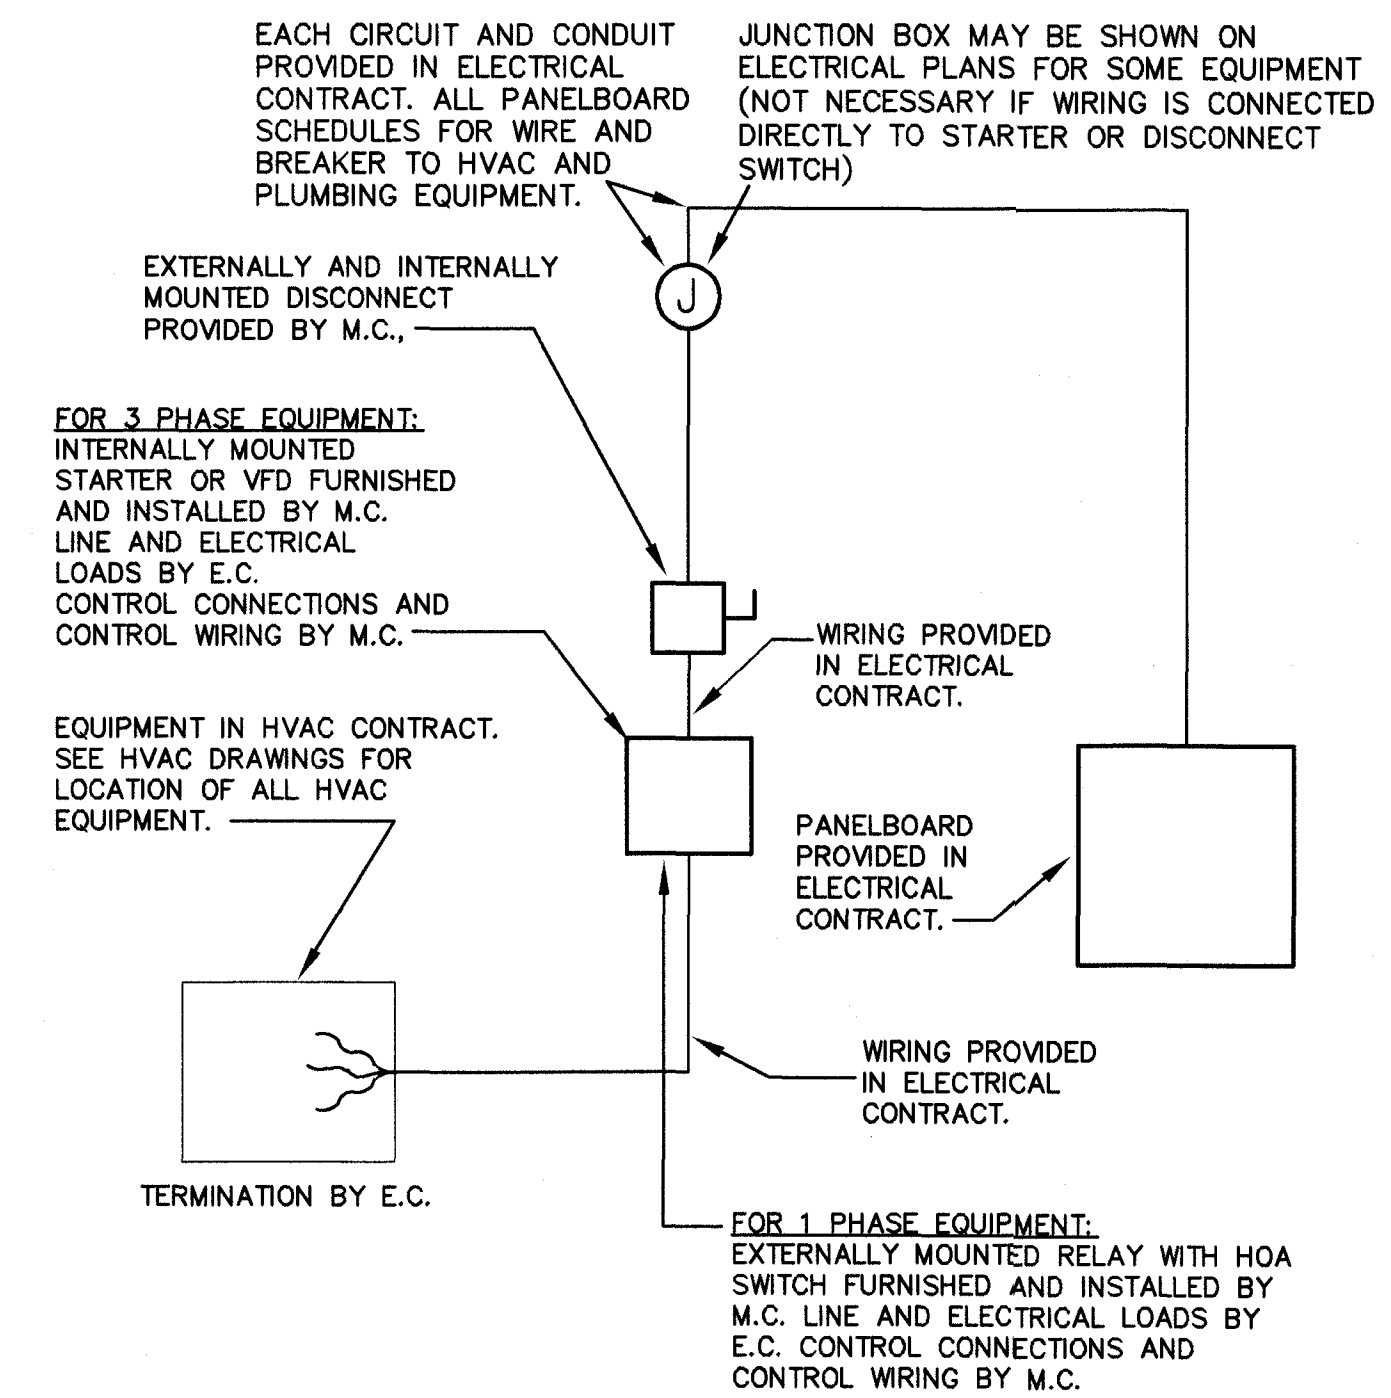 EACH CIRCUIT AND CONDUIT
PROVIDED IN ELECTRICAL
CONTRACT. ALL PANELBOARD
SCHEDULES FOR WIRE AND
BREAKER TO HVAC AND
PLUMBING EQUIPMENT.
JUNCTION BOX MAY BE SHOWN ON
ELECTRICAL PLANS FOR SOME EQUIPMENT
(NOT NECESSARY IF WIRING IS CONNECTED
DIRECTLY TO STARTER OR DISCONNECT
SWITCH)
EXTERNALLY AND INTERNALLY
MOUNTED DISCONNECT
PROVIDED BY M.C.,
J
FOR 3 PHASE EQUIPMENT:
INTERNALLY MOUNTED
STARTER OR VFD FURNISHED
AND INSTALLED BY M.C.
LINE AND ELECTRICAL
LOADS BY E.C.
CONTROL CONNECTIONS AND
CONTROL WIRING BY M.C.
WIRING PROVIDED
IN ELECTRICAL
CONTRACT.
EQUIPMENT IN HVAC CONTRACT.
SEE HVAC DRAWINGS FOR
LOCATION OF ALL HVAC
EQUIPMENT.
PANELBOARD
PROVIDED IN
ELECTRICAL
CONTRACT.
WIRING PROVIDED
IN ELECTRICAL
CONTRACT.
TERMINATION BY E.C.
FOR 1 PHASE EQUIPMENT:
EXTERNALLY MOUNTED RELAY WITH HOA
SWITCH FURNISHED AND INSTALLED BY
M.C. LINE AND ELECTRICAL LOADS BY
E.C. CONTROL CONNECTIONS AND
CONTROL WIRING BY M.C.